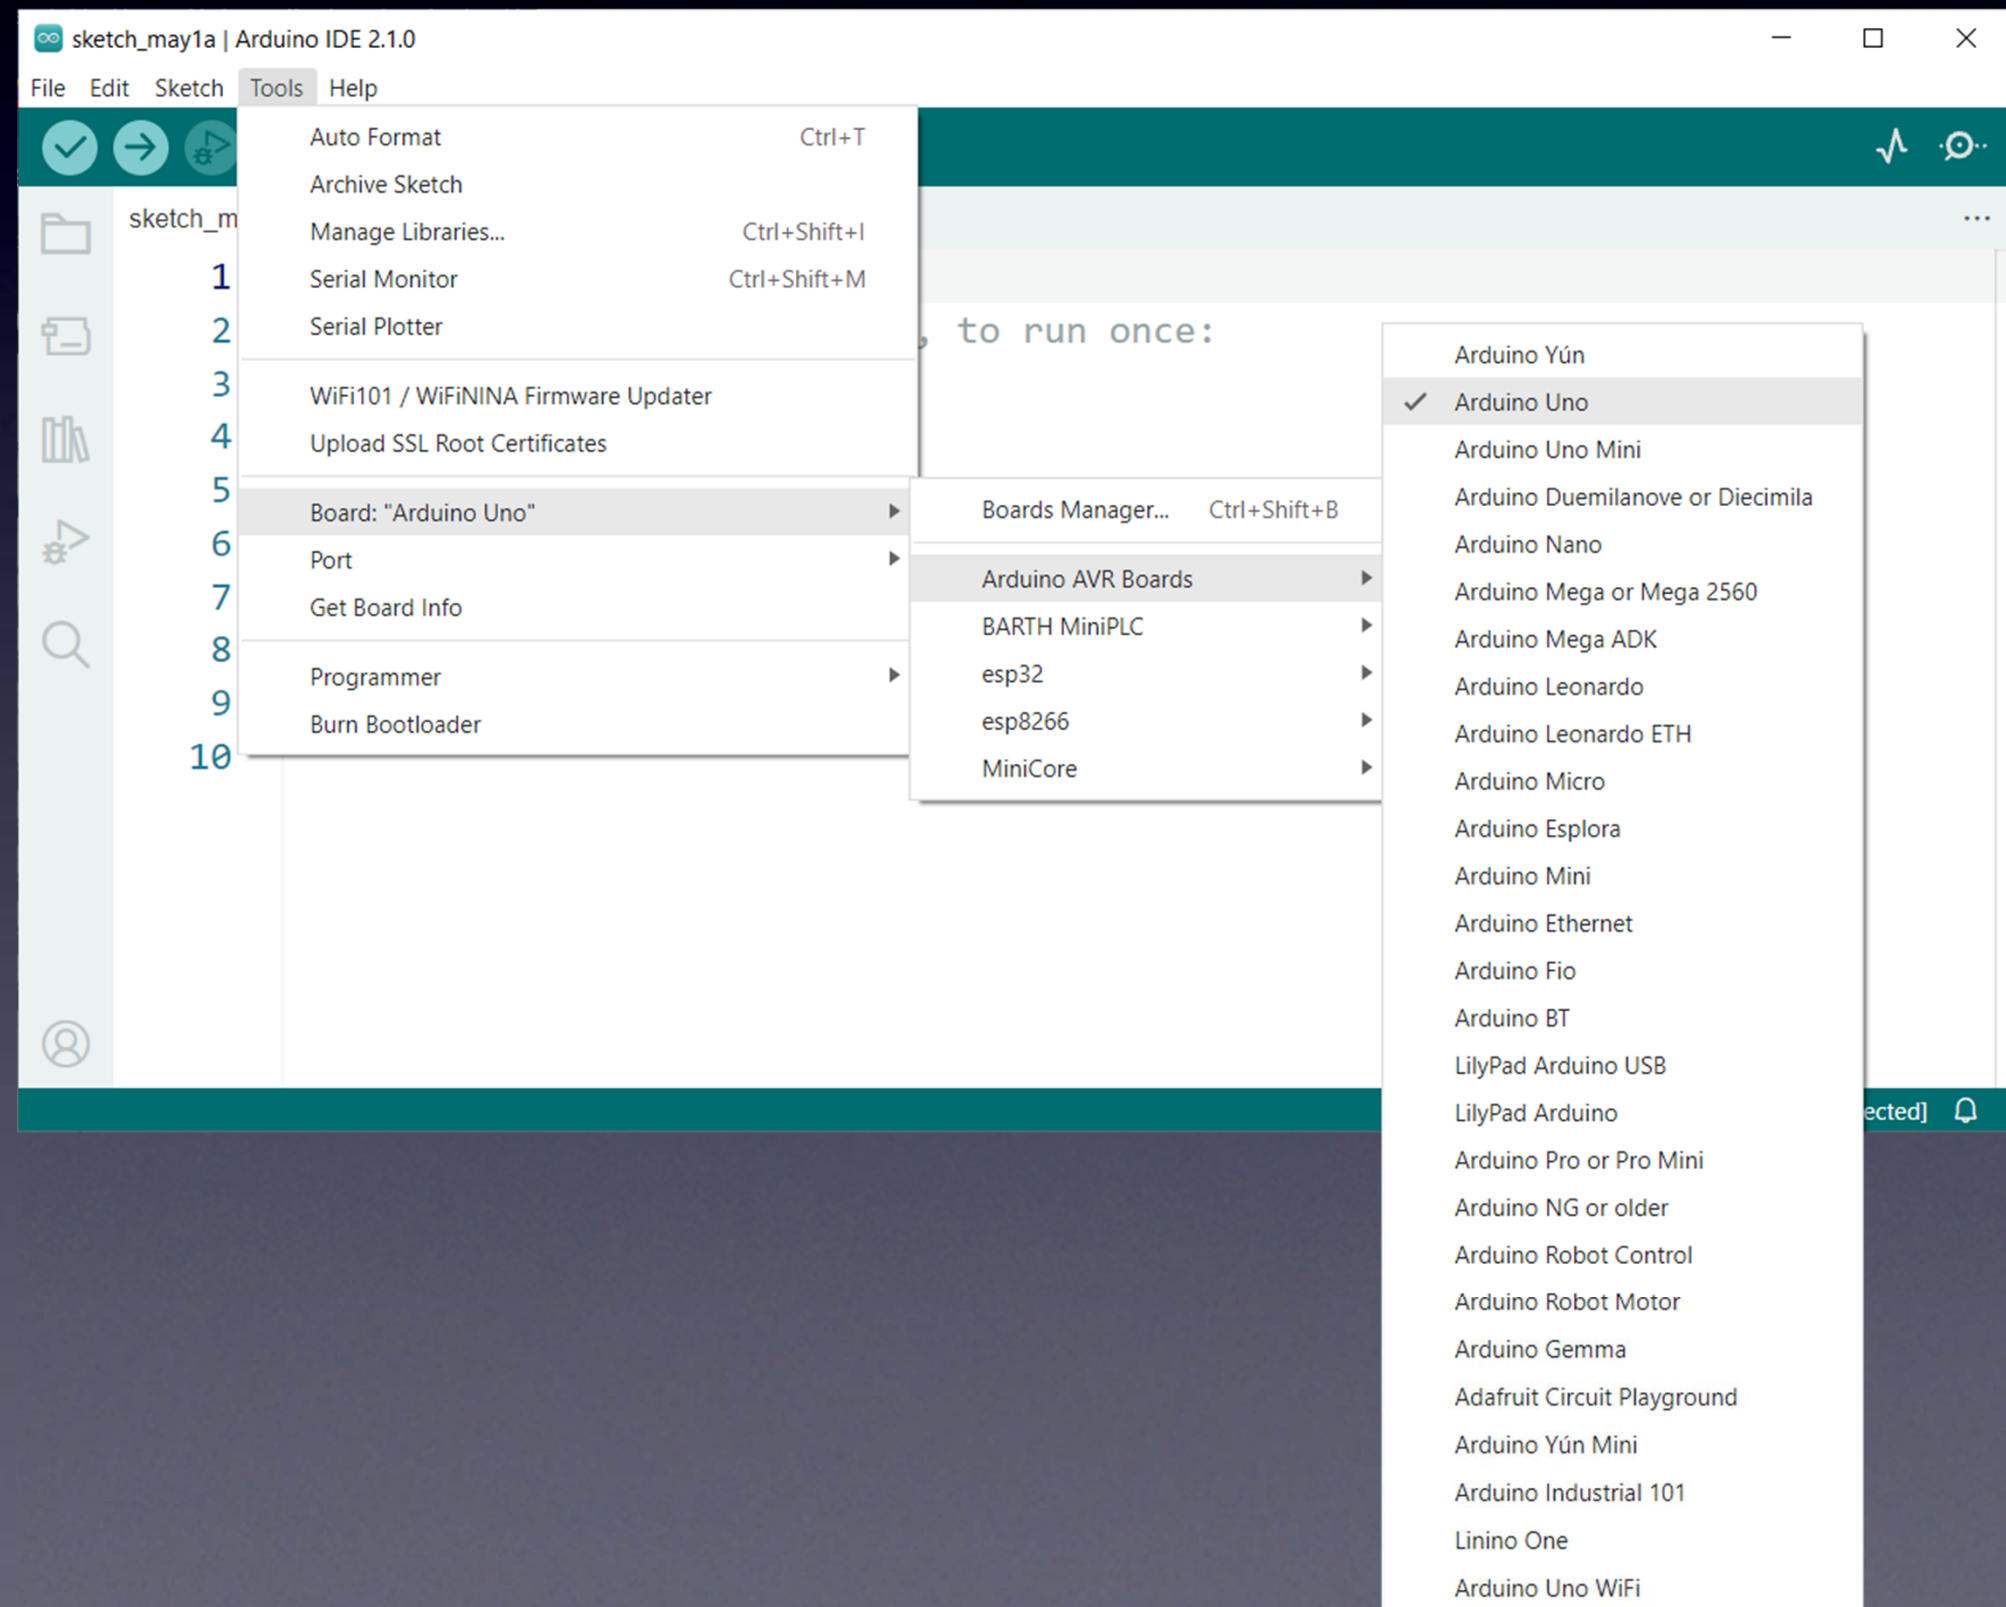 sketch_may1a | Arduino IDE 2.1.0
File Edit Sketch Tools Help
Auto Format Ctrl+T
Archive Sketch
Manage Libraries... Ctrl+Shift+I
Serial Monitor Ctrl+Shift+M
Serial Plotter
WiFi101 / WiFiNINA Firmware Updater
Upload SSL Root Certificates
Board: "Arduino Uno"
Port
Get Board Info
Programmer
Burn Bootloader
sketch_m
1
2 , to run once:
3
4
5
6
7
8
9
10
Boards Manager... Ctrl+Shift+B
Arduino AVR Boards
BARTH MiniPLC
esp32
esp8266
MiniCore
Arduino Yún
Arduino Uno
Arduino Uno Mini
Arduino Duemilanove or Diecimila
Arduino Nano
Arduino Mega or Mega 2560
Arduino Mega ADK
Arduino Leonardo
Arduino Leonardo ETH
Arduino Micro
Arduino Esplora
Arduino Mini
Arduino Ethernet
Arduino Fio
Arduino BT
LilyPad Arduino USB
LilyPad Arduino
Arduino Pro or Pro Mini
Arduino NG or older
Arduino Robot Control
Arduino Robot Motor
Arduino Gemma
Adafruit Circuit Playground
Arduino Yún Mini
Arduino Industrial 101
Linino One
Arduino Uno WiFi
ected]